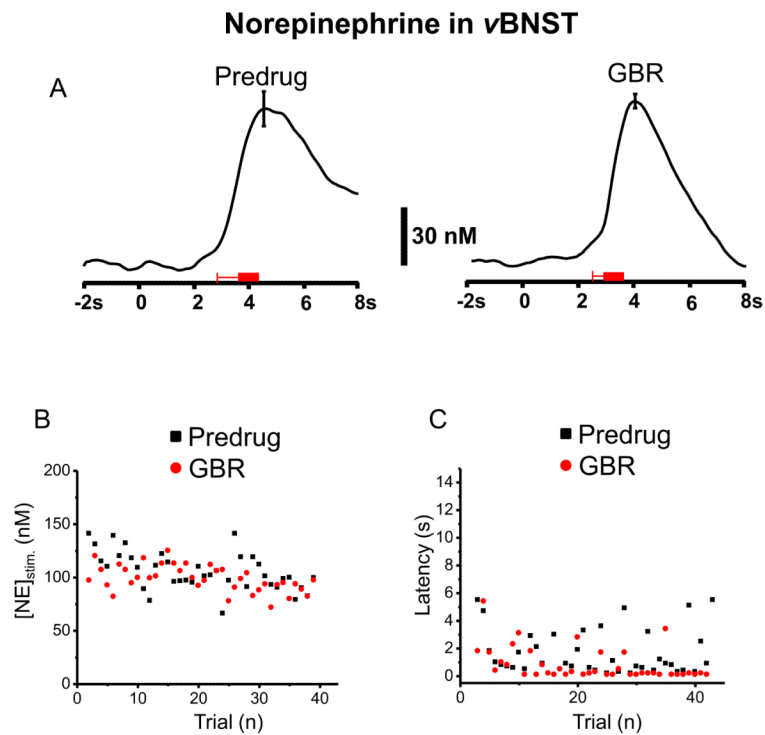 Norepinephrine in vBNST
A
Predrug
GBR
30 nM
-2 0 2 4 6 8s
-2 0 2 4 6 8s
B
Predrug
GBR
200
150
100
50
0
[NE]stim. (nM)
0 10 20 30 40
Trial (n)
C
Predrug
GBR
14
12
10
8
6
4
2
0
Latency (s)
0 20 40
Trial (n)